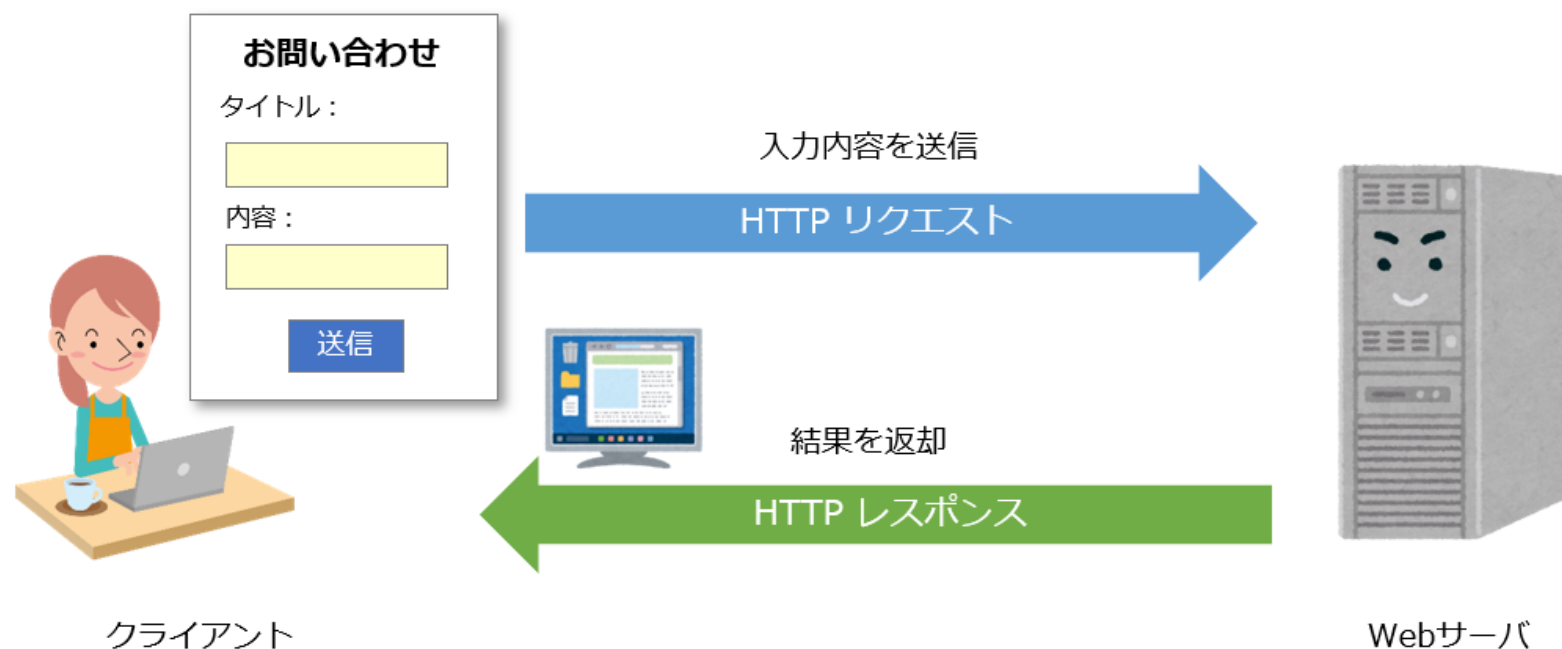 お問い合わせ
タイトル：
内容：
送信
入力内容を送信
HTTP リクエスト
結果を返却
HTTP レスポンス
クライアント
Webサーバ